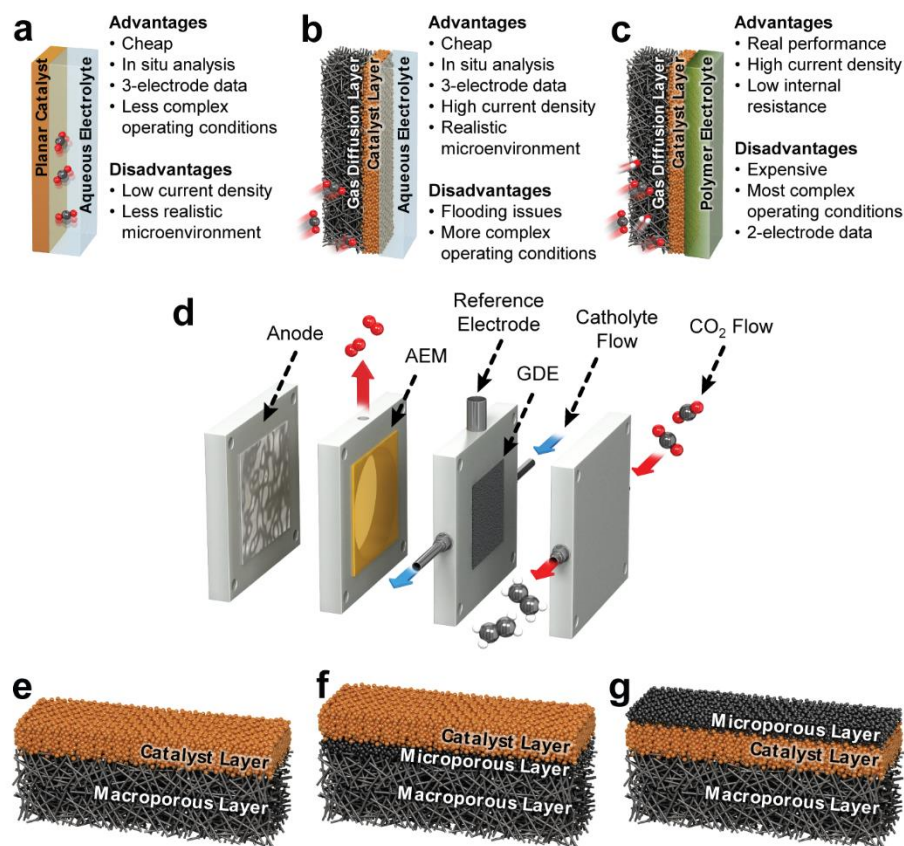 a
Planar Catalyst
Aqueous Electrolyte
Advantages
• Cheap
• In situ analysis
• 3-electrode data
• Less complex
operating conditions
Disadvantages
• Low current density
• Less realistic
microenvironment
b
Gas Diffusion Layer
Catalyst Layer
Aqueous Electrolyte
Advantages
• Cheap
• In situ analysis
• 3-electrode data
• High current density
• Realistic
microenvironment
Disadvantages
• Flooding issues
• More complex
operating conditions
c
Gas Diffusion Layer
Catalyst Layer
Polymer Electrolyte
Advantages
• Real performance
• High current density
• Low internal
resistance
Disadvantages
• Expensive
• Most complex
operating conditions
• 2-electrode data
d
Anode
AEM
Reference
Electrode
GDE
Catholyte
Flow
CO₂ Flow
e
Catalyst Layer
Macroporous Layer
f
Catalyst Layer
Microporous Layer
Macroporous Layer
g
Microporous Layer
Catalyst Layer
Macroporous Layer